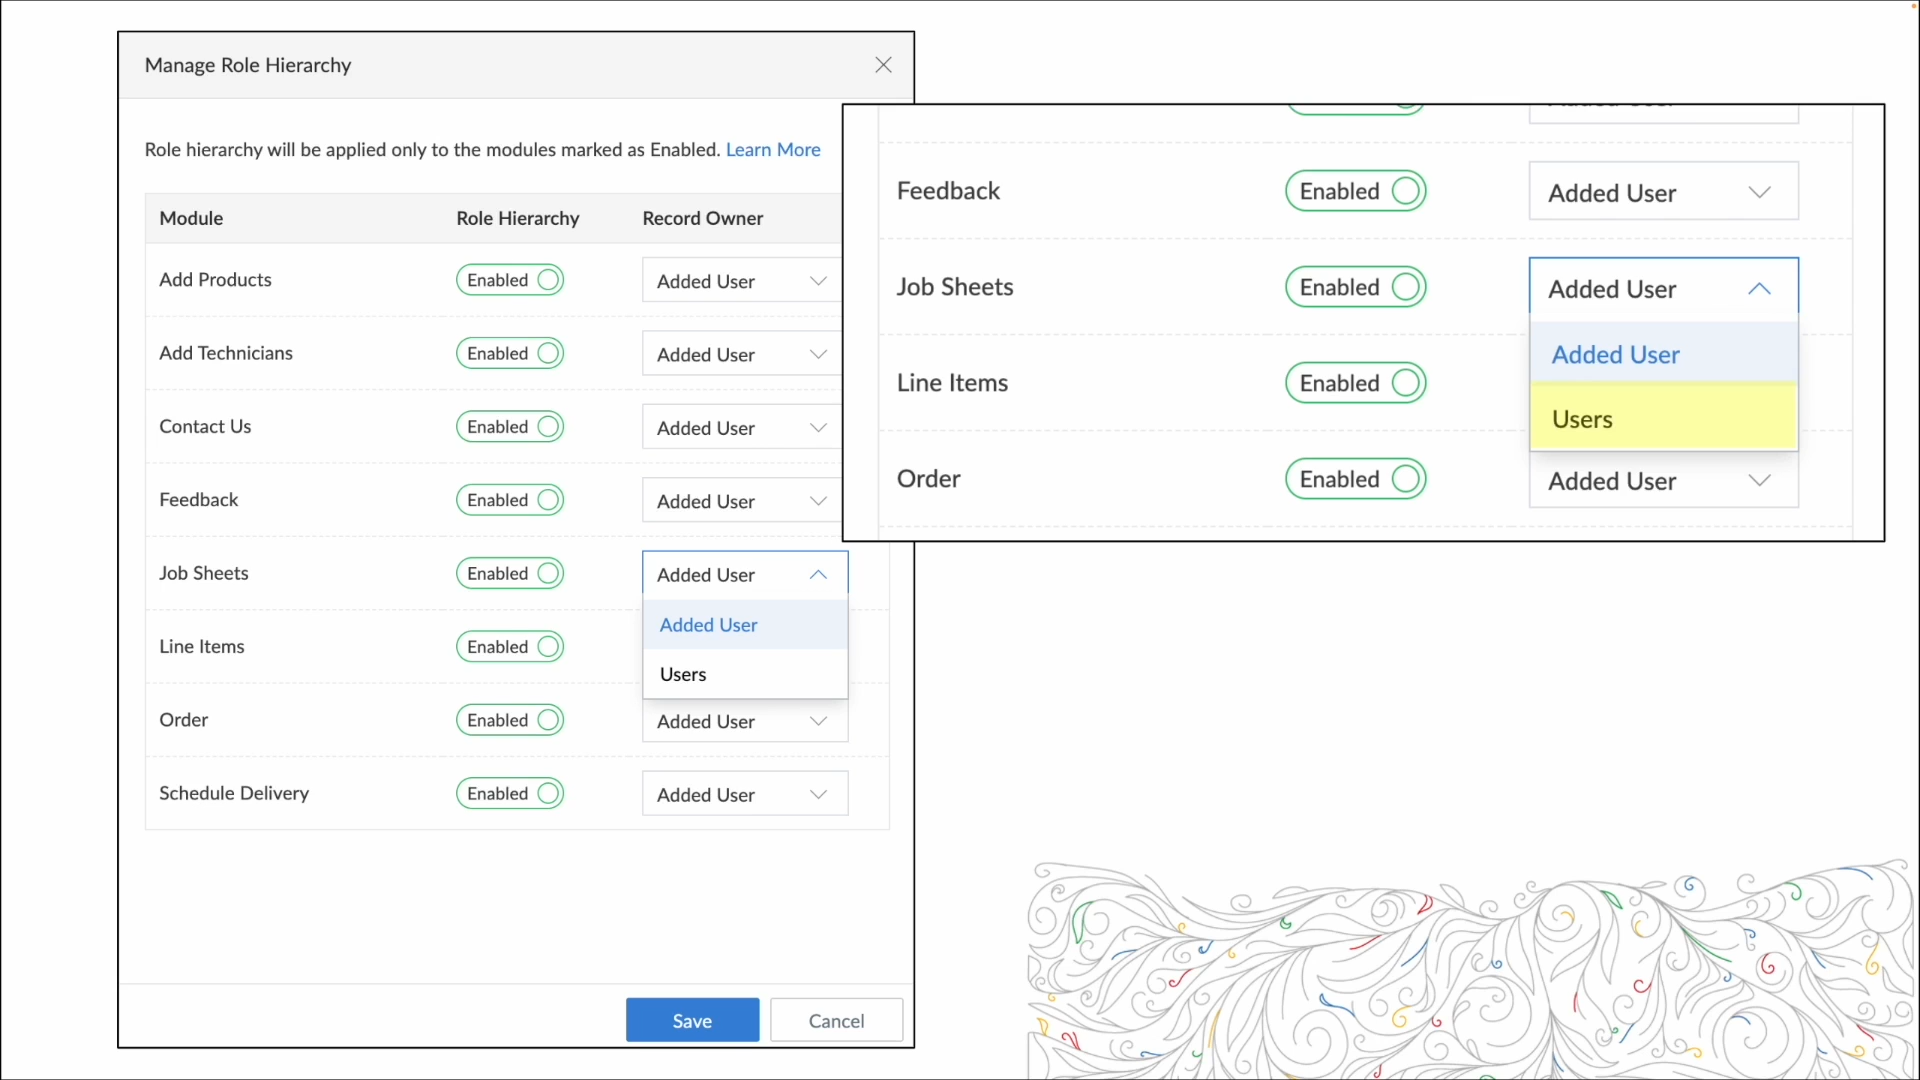 Manage Role Hierarchy
Role hierarchy will be applied only to the modules marked as Enabled. Learn More
Module Role Hierarchy Record Owner
Add Products Enabled Added User
Add Technicians Enabled Added User
Contact Us Enabled Added User
Feedback Enabled Added User
Job Sheets Enabled Added User
Added User
Line Items Enabled
Users
Order Enabled Added User
Schedule Delivery Enabled Added User
Save Cancel
Feedback Enabled Added User
Job Sheets Enabled Added User
Added User
Line Items Enabled
Users
Order Enabled Added User